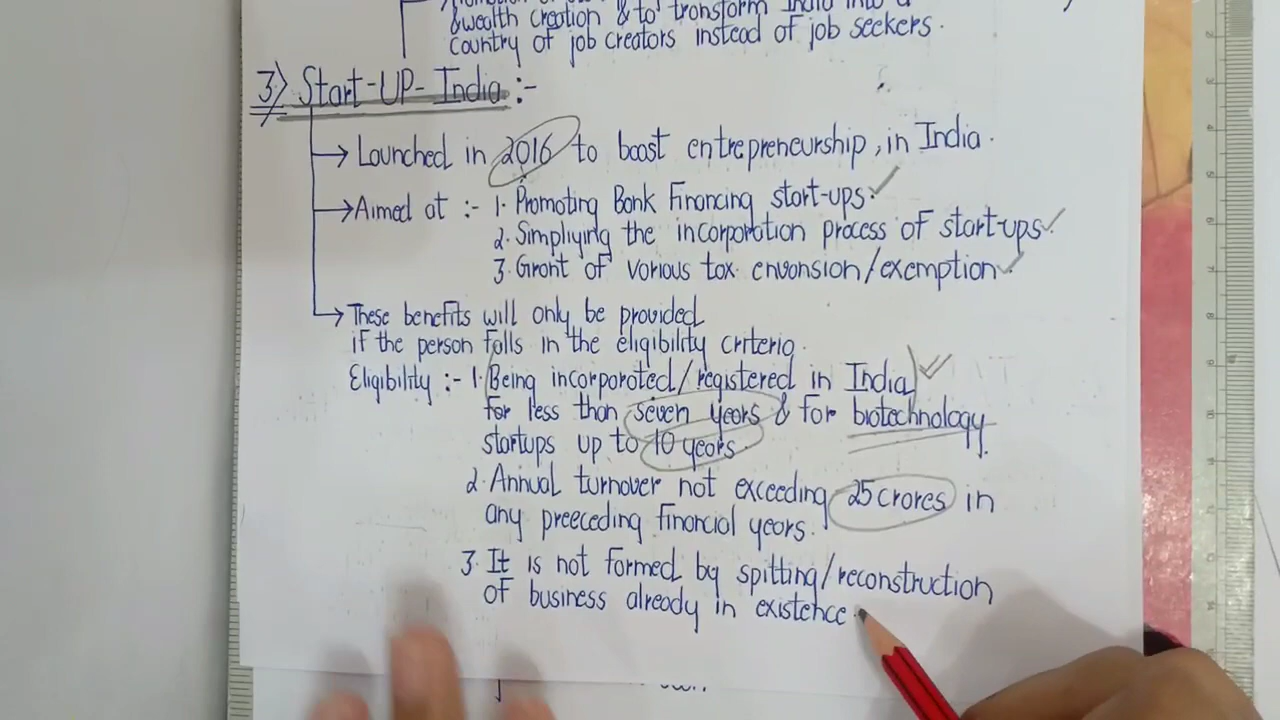 & wealth creation & to transform India into a
country of job creators instead of job seekers.
3) Start-UP-India :-
→ Lounched in 2016 to boost entrepreneurship, in India.
→ Aimed at :- 1. Promoting Bank Financing start-ups.
2. Simpliying the incorporation process of start-ups.
3. Grant of various tax envonsion/exemption
→ These benefits will only be provided
if the person falls in the eligibility criteria.
Eligibility :- 1. Being incorporated/registered in India
for less than seven years & for biotechnology
startups up to 10 years.
2. Annual turnover not exceeding 25 crores in
any preeceding financial years.
3. It is not formed by spitting/reconstruction
of business already in existence.